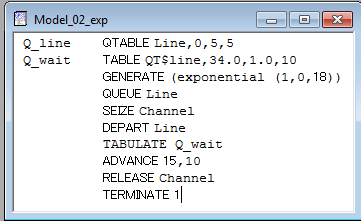 Model_02_exp
Q_line QTABLE Line,0,5,5
Q_wait TABLE QT$line,34.0,1.0,10
GENERATE (exponential (1,0,18))
QUEUE Line
SEIZE Channel
DEPART Line
TABULATE Q_wait
ADVANCE 15,10
RELEASE Channel
TERMINATE 1